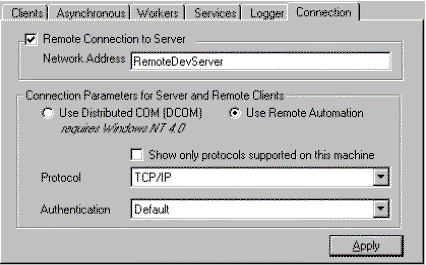 Clients Asynchronous Workers Services Logger Connection
Remote Connection to Server
Network Address RemoteDevServer
Connection Parameters for Server and Remote Clients
Use Distributed COM (DCOM) Use Remote Automation
requires Windows NT 4.0
Show only protocols supported on this machine
Protocol TCP/IP
Authentication Default
Apply